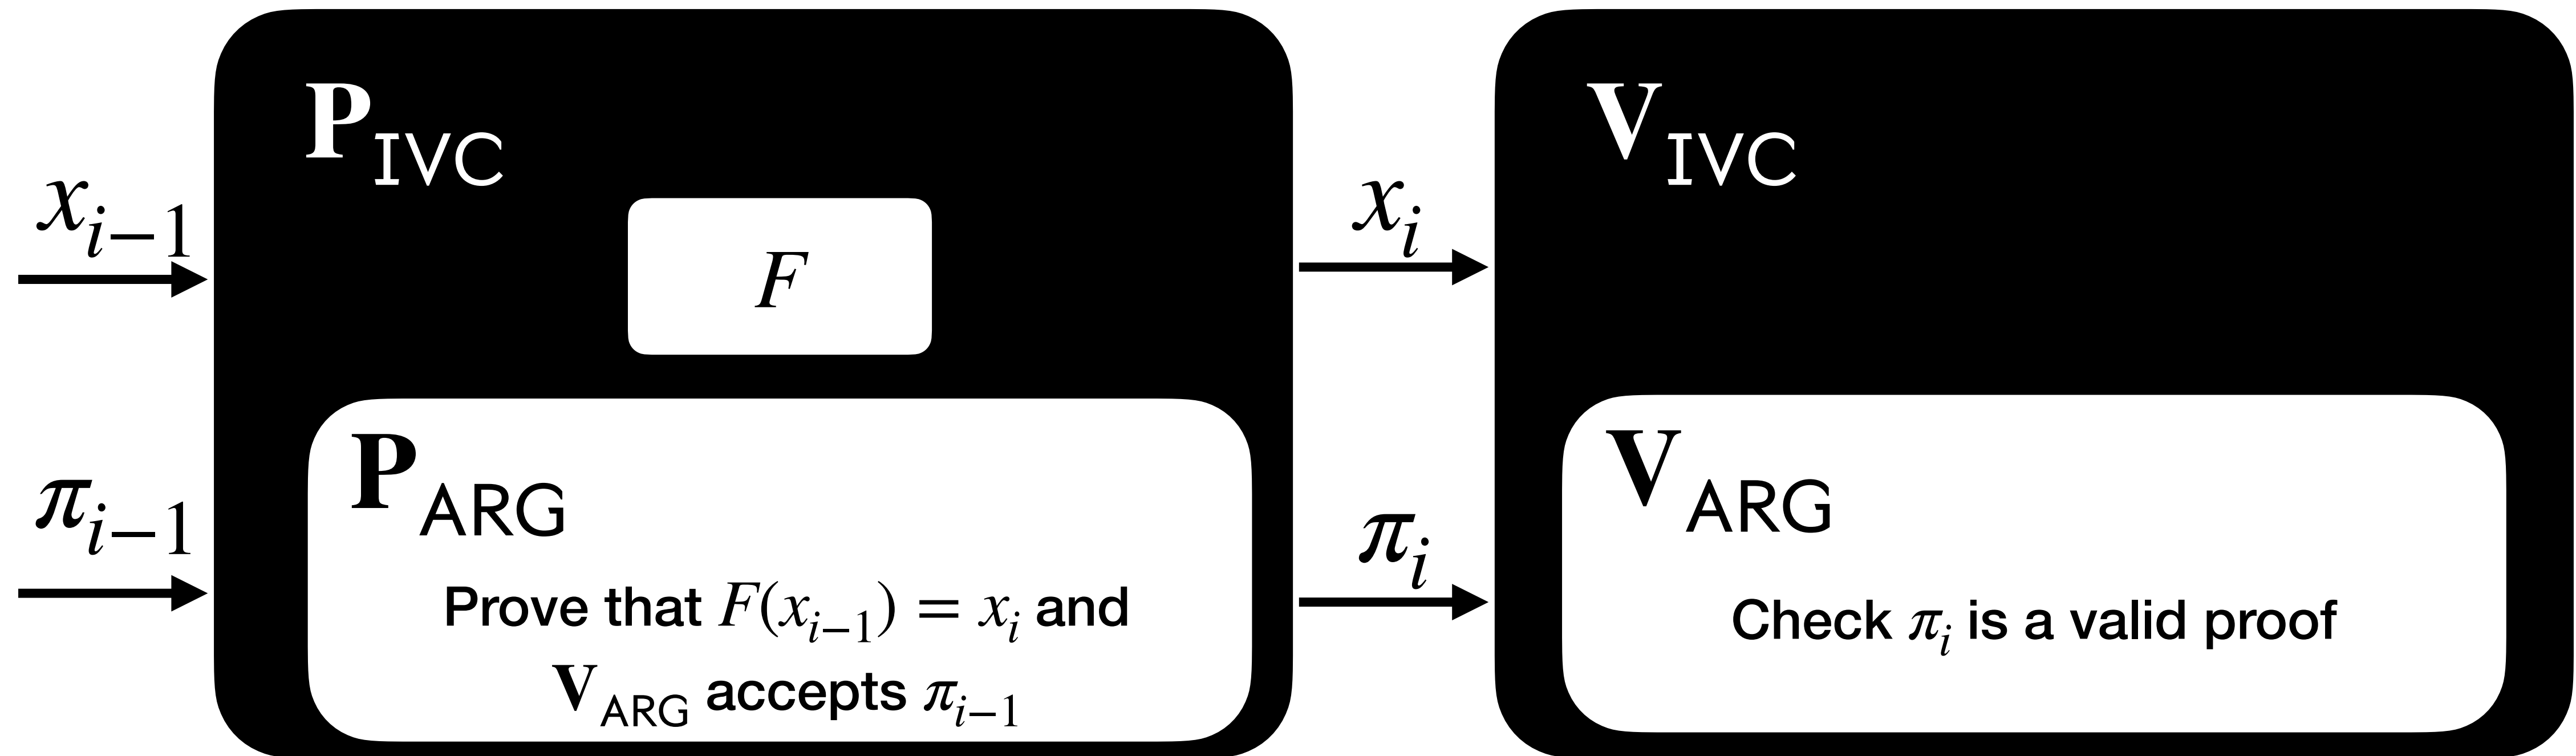 P_IVC
x_{i−1}
F
π_{i−1}
P_ARG
Prove that F(x_{i−1}) = x_i and
V_ARG accepts π_{i−1}
x_i
π_i
V_IVC
V_ARG
Check π_i is a valid proof